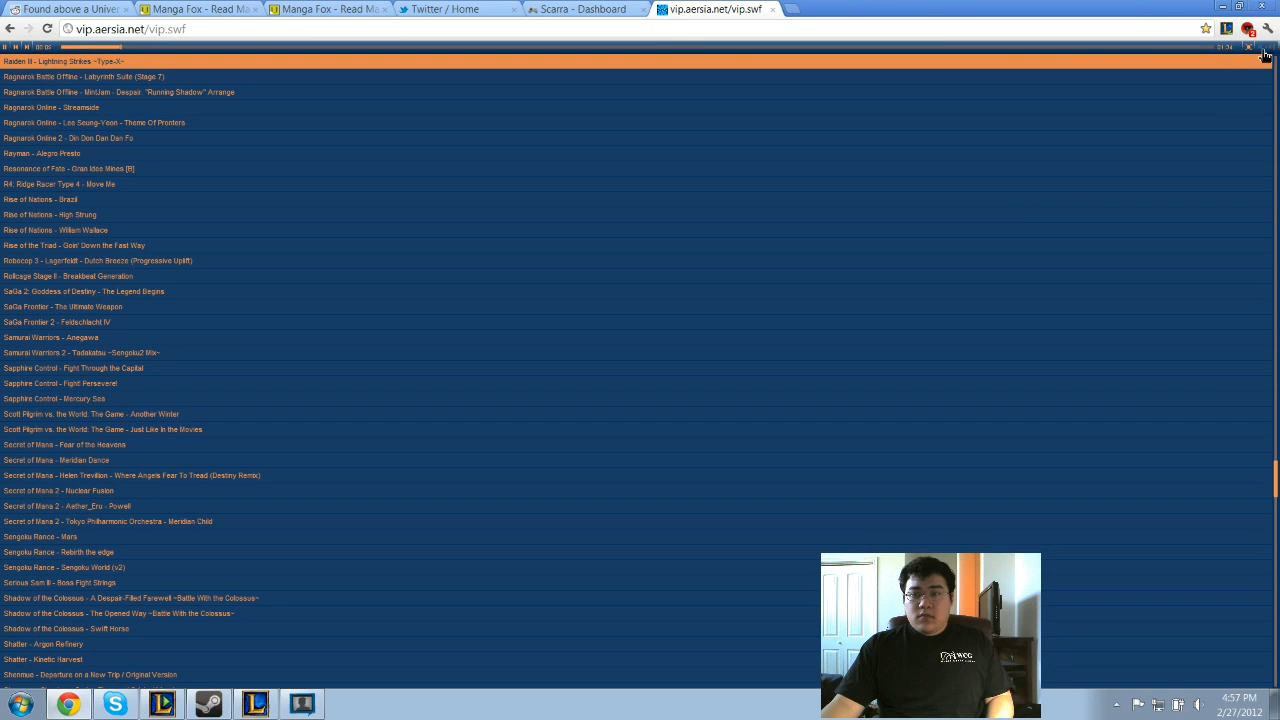 Found above a Univer
Manga Fox - Read Ma
Manga Fox - Read Ma
Twitter / Home
Scarra - Dashboard
vip.aersia.net/vip.swf
vip.aersia.net/vip.swf
Raiden III - Lightning Strikes ~Type-X~
Ragnarok Battle Offline - Labyrinth Suite (Stage 7)
Ragnarok Battle Offline - MintJam - Despair. "Running Shadow" Arrange
Ragnarok Online - Streamside
Ragnarok Online - Lee Seung-Yeon - Theme Of Prontera
Ragnarok Online 2 - Din Don Dan Dan Fo
Rayman - Alegro Presto
Resonance of Fate - Gran Idee Mines [B]
R4: Ridge Racer Type 4 - Move Me
Rise of Nations - Brazil
Rise of Nations - High Strung
Rise of Nations - William Wallace
Rise of the Triad - Goin' Down the Fast Way
Robocop 3 - Lagerfeldt - Dutch Breeze (Progressive Uplift)
Rollcage Stage II - Breakbeat Generation
SaGa 2: Goddess of Destiny - The Legend Begins
SaGa Frontier - The Ultimate Weapon
SaGa Frontier 2 - Feldschlacht IV
Samurai Warriors - Anegawa
Samurai Warriors 2 - Tadakatsu ~Sengoku2 Mix~
Sapphire Control - Fight Through the Capital
Sapphire Control - Fight! Persevere!
Sapphire Control - Mercury Sea
Scott Pilgrim vs. the World: The Game - Another Winter
Scott Pilgrim vs. the World: The Game - Just Like In the Movies
Secret of Mana - Fear of the Heavens
Secret of Mana - Meridian Dance
Secret of Mana - Helen Trevillion - Where Angels Fear To Tread (Destiny Remix)
Secret of Mana 2 - Nuclear Fusion
Secret of Mana 2 - Aether_Eru - Powell
Secret of Mana 2 - Tokyo Philharmonic Orchestra - Meridian Child
Sengoku Rance - Mars
Sengoku Rance - Rebirth the edge
Sengoku Rance - Sengoku World (v2)
Serious Sam III - Boss Fight Strings
Shadow of the Colossus - A Despair-Filled Farewell ~Battle With the Colossus~
Shadow of the Colossus - The Opened Way ~Battle With the Colossus~
Shadow of the Colossus - Swift Horse
Shatter - Argon Refinery
Shatter - Kinetic Harvest
Shenmue - Departure on a New Trip / Original Version
WCG
4:57 PM
2/27/2012